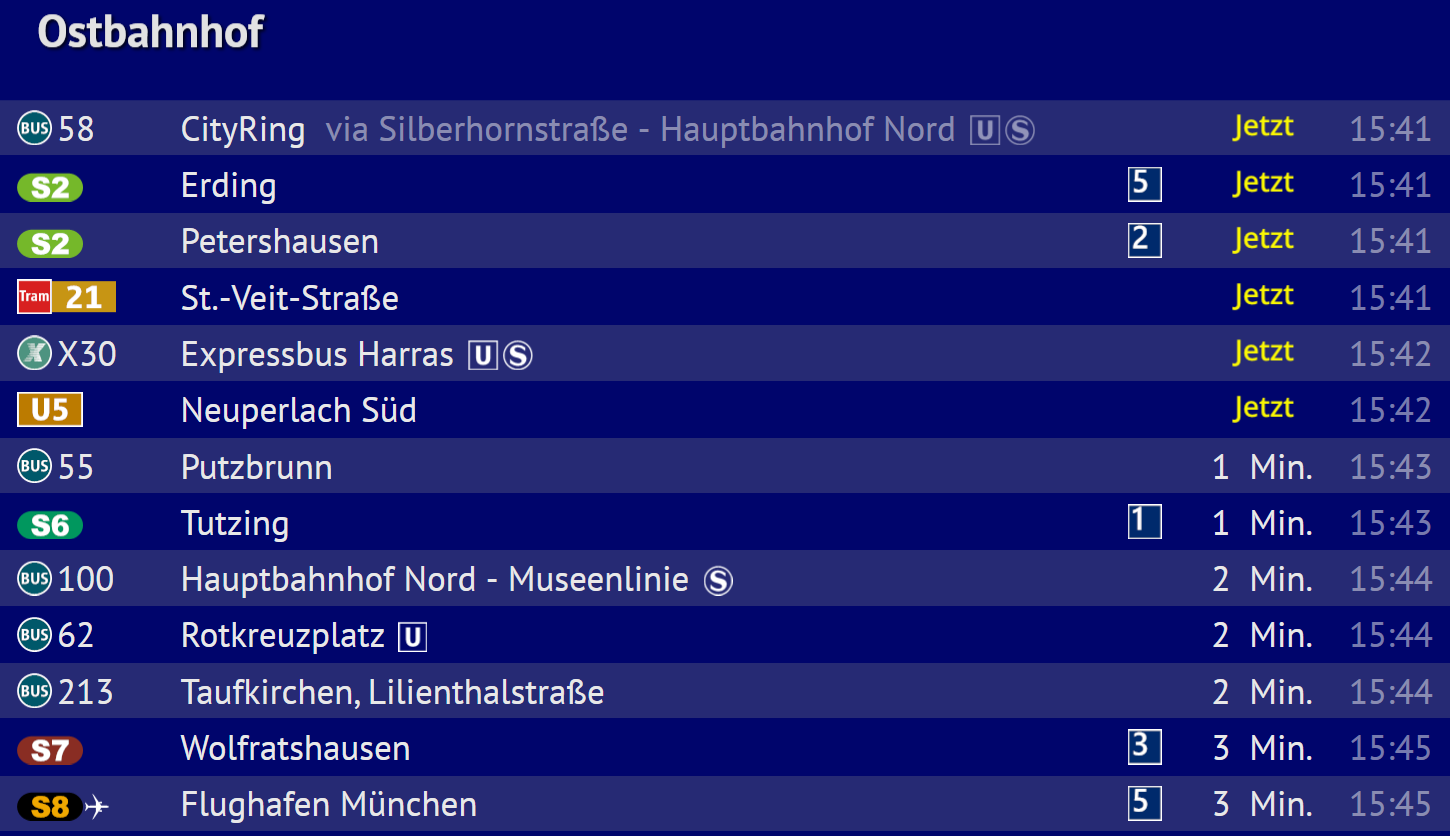 Ostbahnhof
BUS 58 CityRing via Silberhornstraße - Hauptbahnhof Nord U S Jetzt 15:41
S2 Erding 5 Jetzt 15:41
S2 Petershausen 2 Jetzt 15:41
Tram 21 St.-Veit-Straße Jetzt 15:41
X X30 Expressbus Harras U S Jetzt 15:42
U5 Neuperlach Süd Jetzt 15:42
BUS 55 Putzbrunn 1 Min. 15:43
S6 Tutzing 1 1 Min. 15:43
BUS 100 Hauptbahnhof Nord - Museenlinie S 2 Min. 15:44
BUS 62 Rotkreuzplatz U 2 Min. 15:44
BUS 213 Taufkirchen, Lilienthalstraße 2 Min. 15:44
S7 Wolfratshausen 3 3 Min. 15:45
S8 Flughafen München 5 3 Min. 15:45